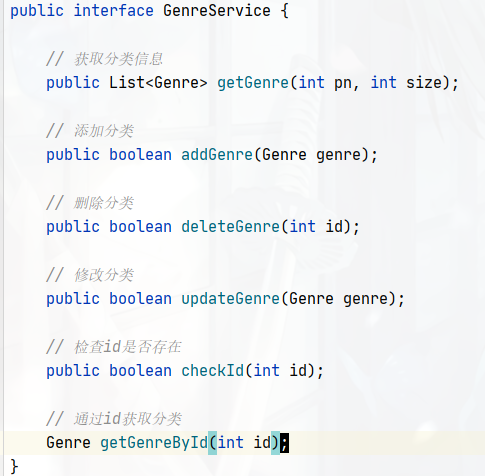 public interface GenreService {
// 获取分类信息
public List<Genre> getGenre(int pn, int size);
// 添加分类
public boolean addGenre(Genre genre);
// 删除分类
public boolean deleteGenre(int id);
// 修改分类
public boolean updateGenre(Genre genre);
// 检查id是否存在
public boolean checkId(int id);
// 通过id获取分类
Genre getGenreById(int id);
}